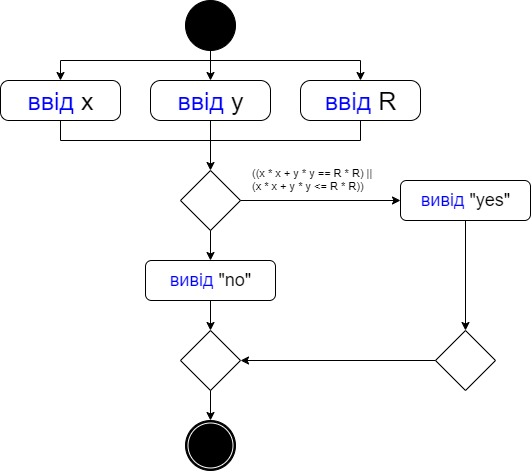 ввід x
ввід y
ввід R
((x * x + y * y == R * R) ||
(x * x + y * y <= R * R))
вивід "yes"
вивід "no"